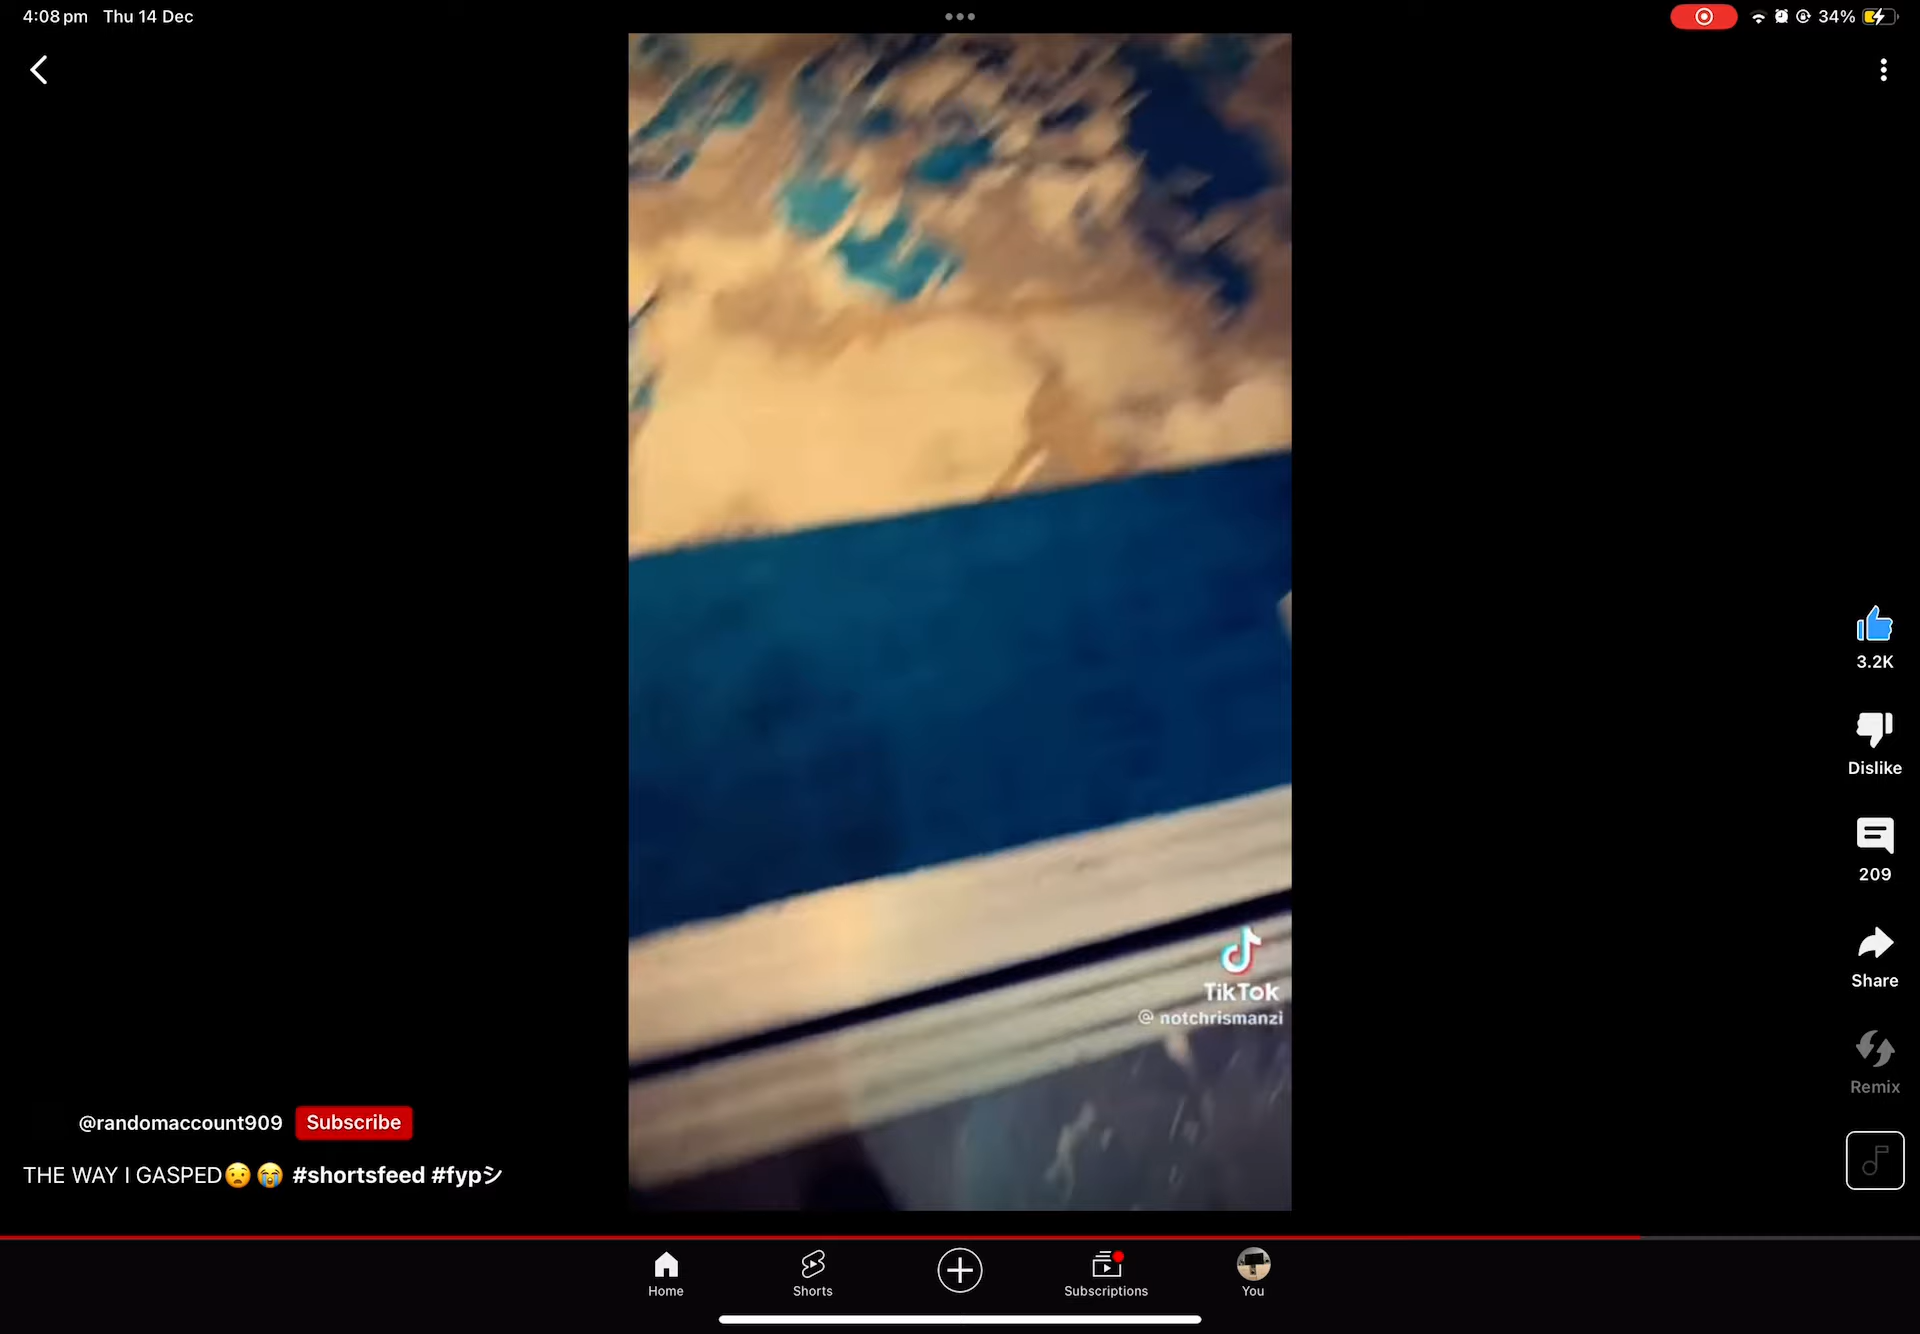 4:08 pm Thu 14 Dec
34%
3.2K
Dislike
209
Share
Remix
TikTok
@ notchrismanzi
@randomaccount909 Subscribe
THE WAY I GASPED😧😭 #shortsfeed #fypシ
Home Shorts Subscriptions You